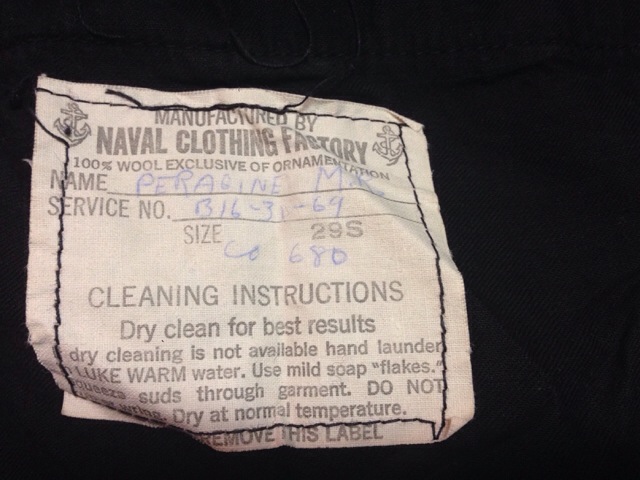 MANUFACTURED BY
NAVAL CLOTHING FACTORY
100% WOOL EXCLUSIVE OF ORNAMENTATION
NAME PERAGINE M.K
SERVICE NO. B16-31-69
SIZE 29S
Co 680
CLEANING INSTRUCTIONS
Dry clean for best results
dry cleaning is not available hand launder
LUKE WARM water. Use mild soap "flakes."
queeze suds through garment. DO NOT
wring. Dry at normal temperature.
REMOVE THIS LABEL